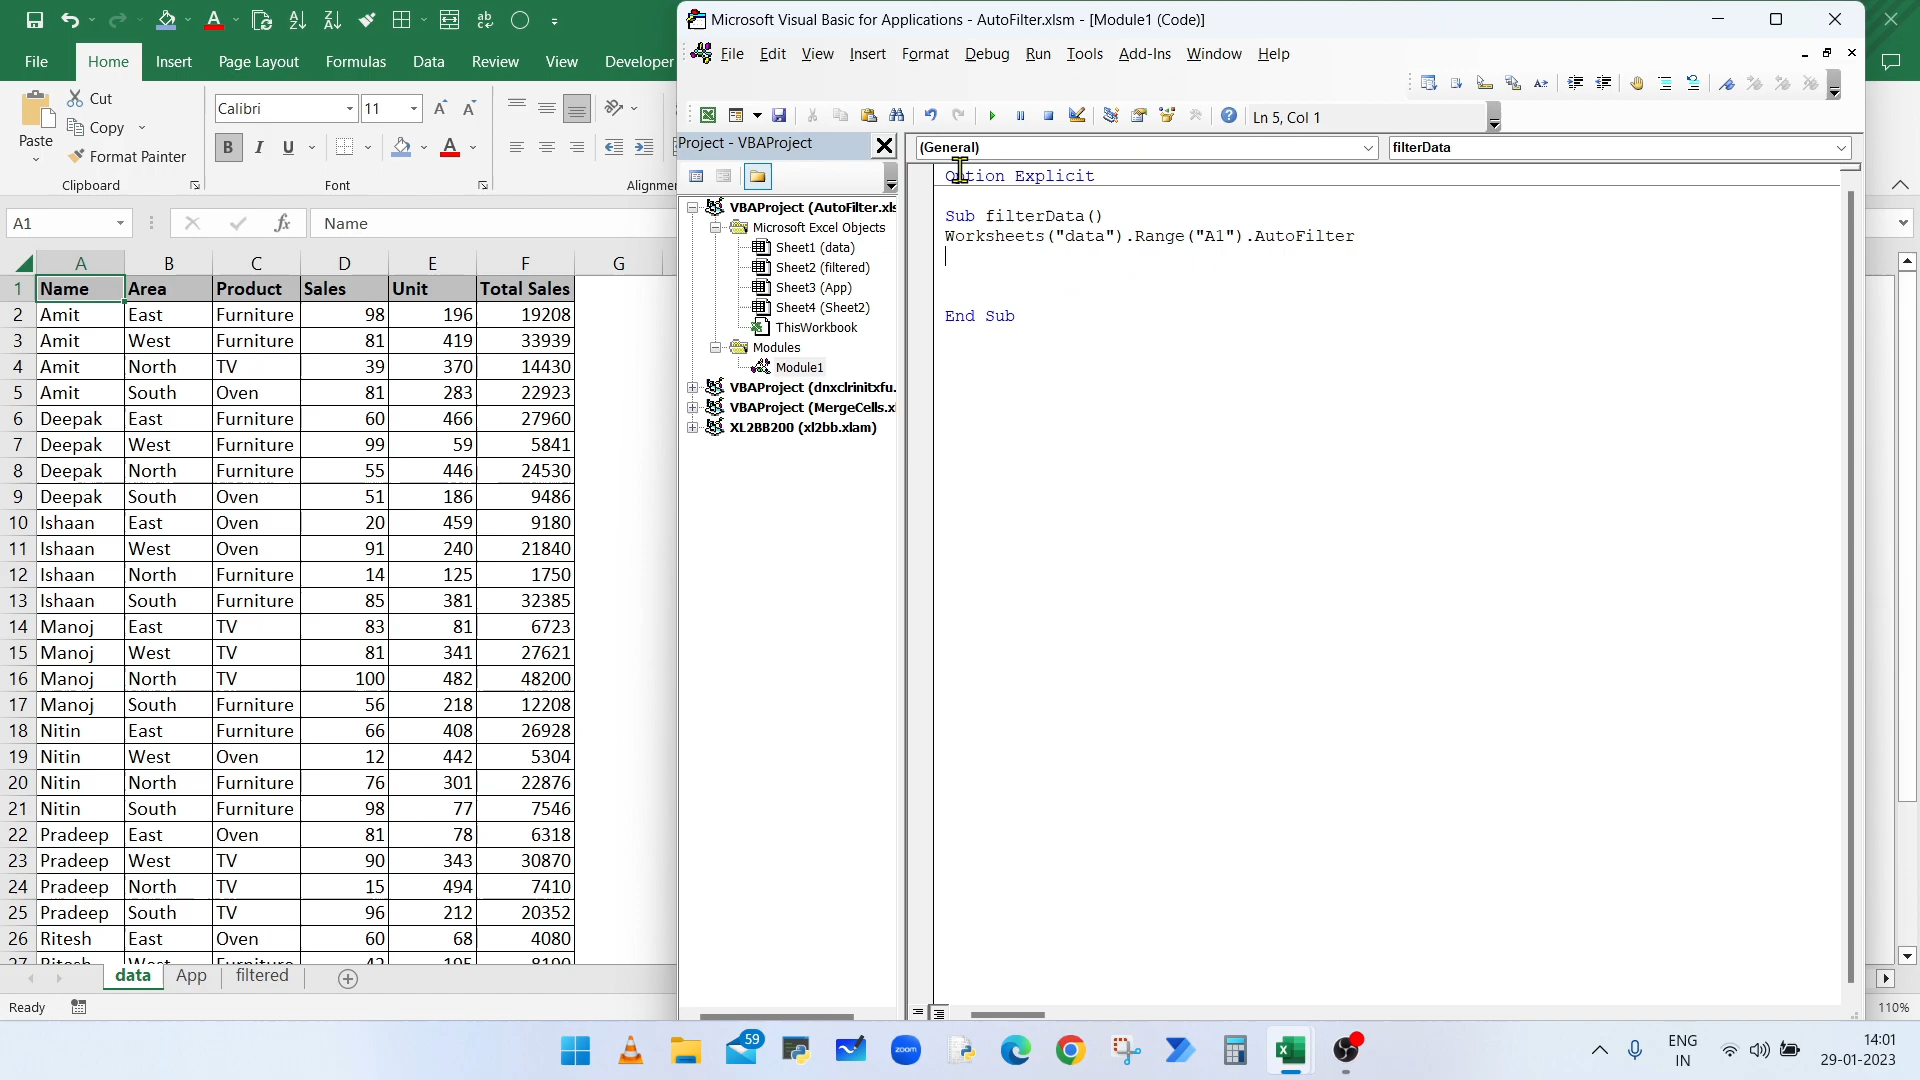 Microsoft Visual Basic for Applications - AutoFilter.xlsm - [Module1 (Code)]
File Home Insert Page Layout Formulas Data Review View Developer
File Edit View Insert Format Debug Run Tools Add-Ins Window Help
Paste
Cut
Copy
Format Painter
Calibri 11
B I U A
Clipboard Font Alignme
Ln 5, Col 1
A1 fx Name
Project - VBAProject
VBAProject (AutoFilter.xls
Microsoft Excel Objects
Sheet1 (data)
Sheet2 (filtered)
Sheet3 (App)
Sheet4 (Sheet2)
ThisWorkbook
Modules
Module1
VBAProject (dnxclrinitxfu.
VBAProject (MergeCells.xl
XL2BB200 (xl2bb.xlam)
(General) filterData
Option Explicit
Sub filterData()
Worksheets("data").Range("A1").AutoFilter
End Sub
A B C D E F G
1 Name Area Product Sales Unit Total Sales
2 Amit East Furniture 98 196 19208
3 Amit West Furniture 81 419 33939
4 Amit North TV 39 370 14430
5 Amit South Oven 81 283 22923
6 Deepak East Furniture 60 466 27960
7 Deepak West Furniture 99 59 5841
8 Deepak North Furniture 55 446 24530
9 Deepak South Oven 51 186 9486
10 Ishaan East Oven 20 459 9180
11 Ishaan West Oven 91 240 21840
12 Ishaan North Furniture 14 125 1750
13 Ishaan South Furniture 85 381 32385
14 Manoj East TV 83 81 6723
15 Manoj West TV 81 341 27621
16 Manoj North TV 100 482 48200
17 Manoj South Furniture 56 218 12208
18 Nitin East Furniture 66 408 26928
19 Nitin West Oven 12 442 5304
20 Nitin North Furniture 76 301 22876
21 Nitin South Furniture 98 77 7546
22 Pradeep East Oven 81 78 6318
23 Pradeep West TV 90 343 30870
24 Pradeep North TV 15 494 7410
25 Pradeep South TV 96 212 20352
26 Ritesh East Oven 60 68 4080
27 Ritesh West Furniture 42 195 8190
data App filtered
Ready
110%
59
zoom
ENG
IN
14:01
29-01-2023